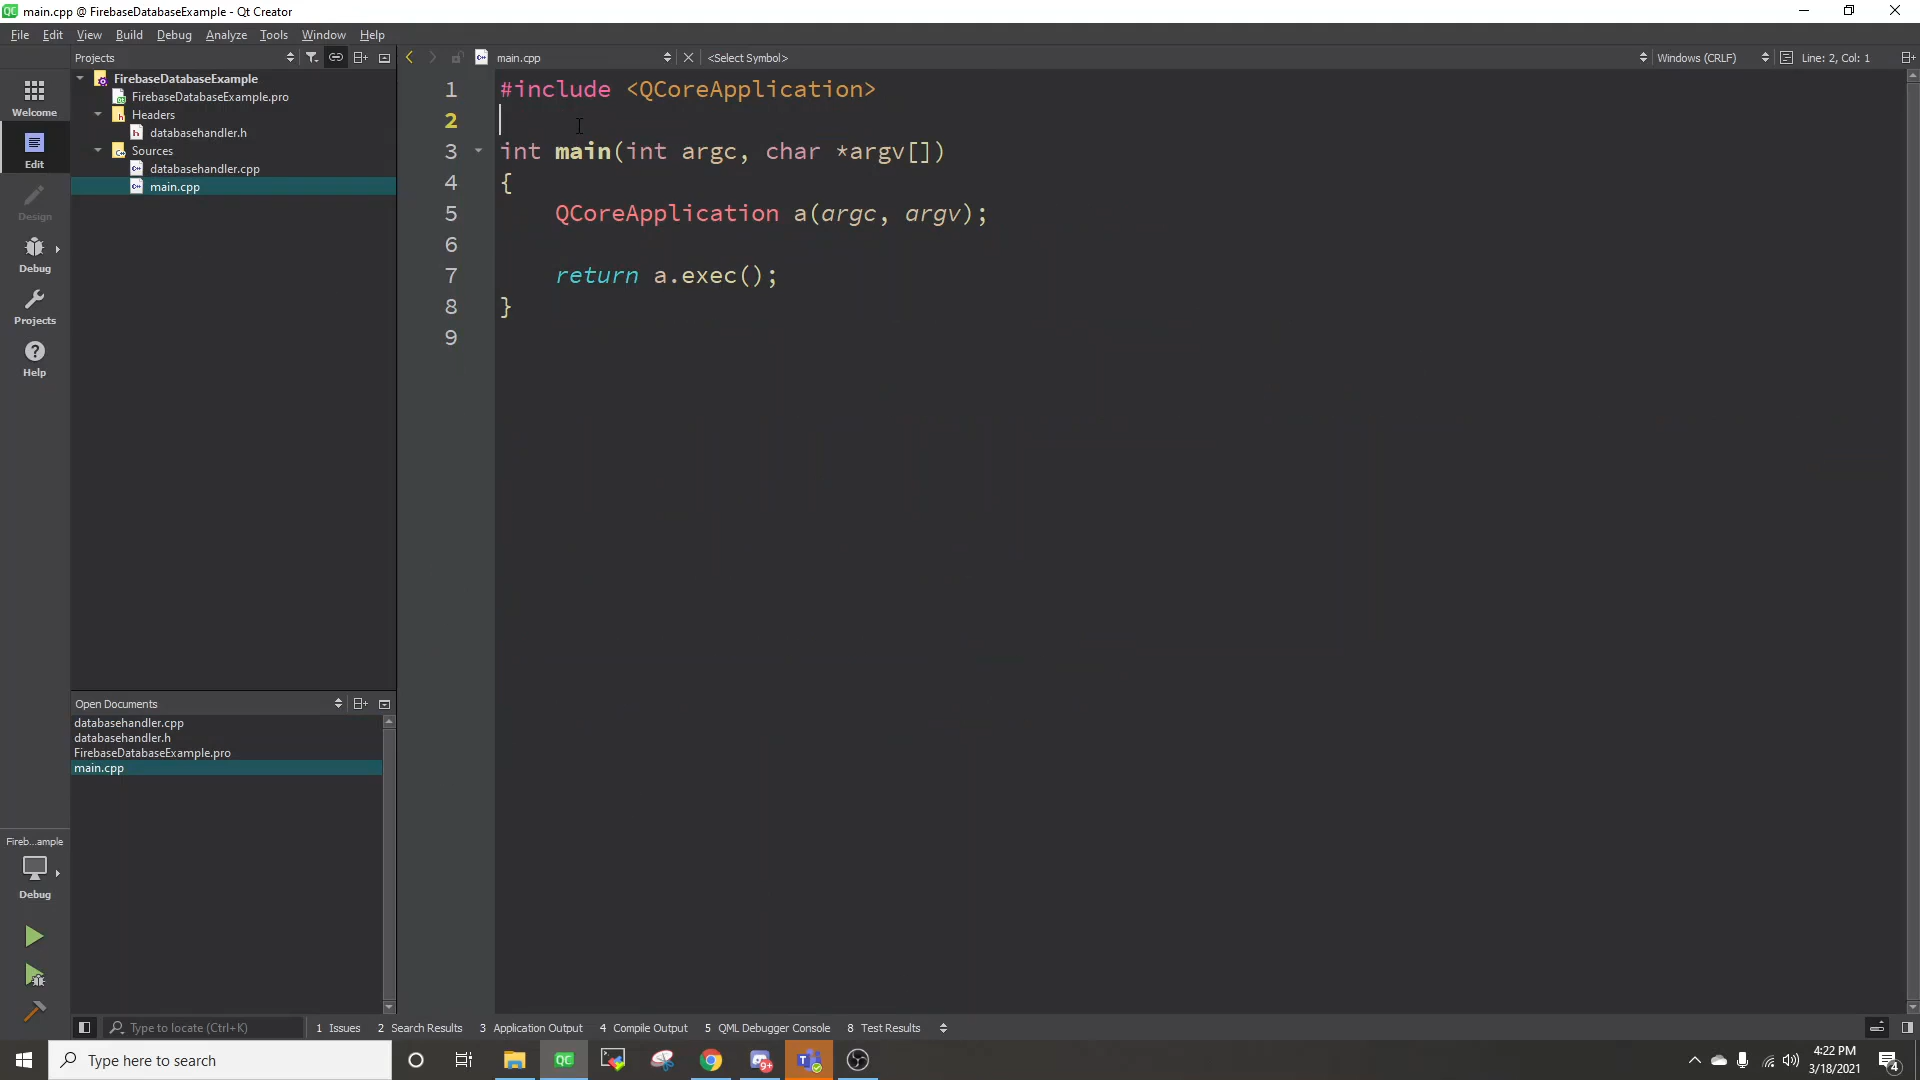 main.cpp @ FirebaseDatabaseExample - Qt Creator
File Edit View Build Debug Analyze Tools Window Help
Projects
main.cpp
<Select Symbol>
Windows (CRLF)
Line: 2, Col: 1
Welcome
Edit
Design
Debug
Projects
Help
FirebaseDatabaseExample
FirebaseDatabaseExample.pro
Headers
databasehandler.h
Sources
databasehandler.cpp
main.cpp
1 #include <QCoreApplication>
2
3 int main(int argc, char *argv[])
4 {
5 QCoreApplication a(argc, argv);
6
7 return a.exec();
8 }
9
Open Documents
databasehandler.cpp
databasehandler.h
FirebaseDatabaseExample.pro
main.cpp
Fireb...ample
Debug
Type to locate (Ctrl+K)
1 Issues 2 Search Results 3 Application Output 4 Compile Output 5 QML Debugger Console 8 Test Results
Type here to search
QC
9+
4:22 PM
3/18/2021
4